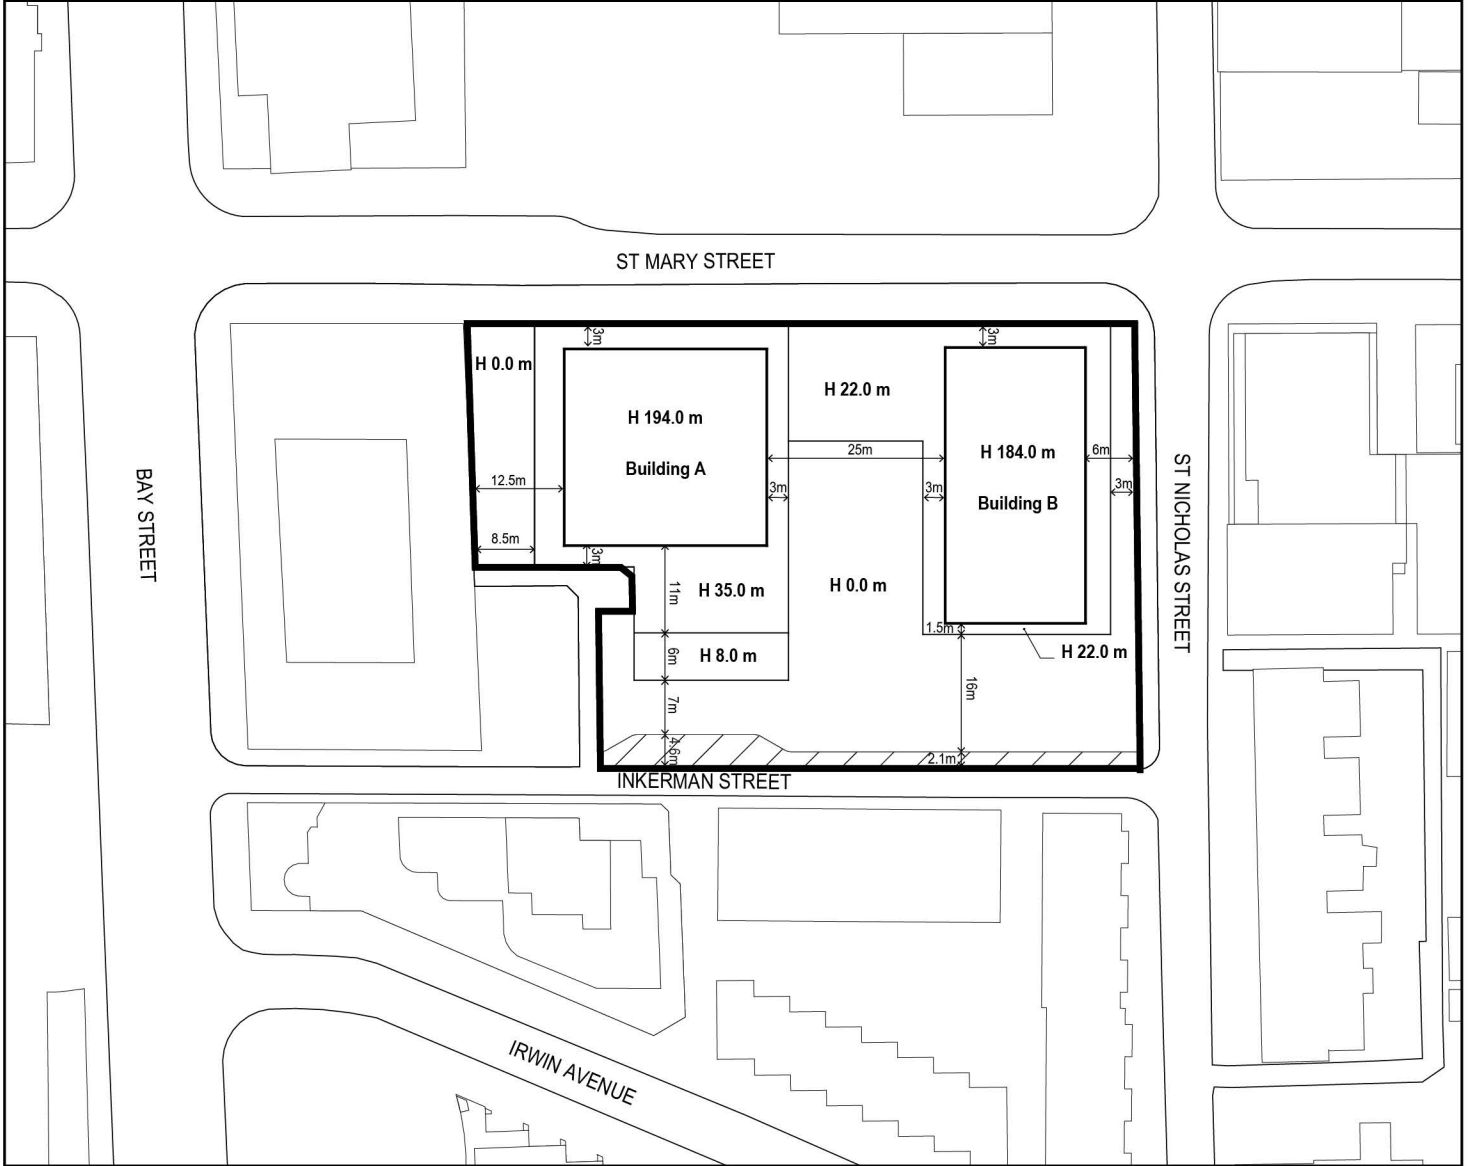 ST MARY STREET
3m
3m
H 0.0 m
H 22.0 m
H 194.0 m
Building A
25m
H 184.0 m
Building B
6m
12.5m
3m
3m
3m
8.5m
3m
BAY STREET
ST NICHOLAS STREET
11m
H 35.0 m
H 0.0 m
1.5m
H 22.0 m
6m
H 8.0 m
7m
16m
4.6m
2.1m
INKERMAN STREET
IRWIN AVENUE